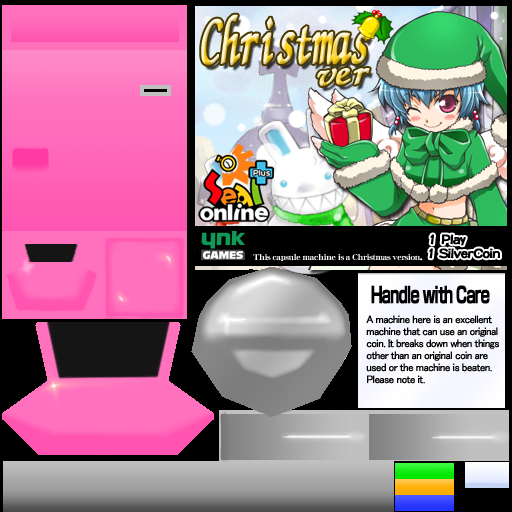 Christmas
ver
Seal
Plus
online
ynk
GAMES
This capsule machine is a Christmas version.
1 Play
1 SilverCoin
Handle with Care
A machine here is an excellent
machine that can use an original
coin. It breaks down when things
other than an original coin are
used or the machine is beaten.
Please note it.